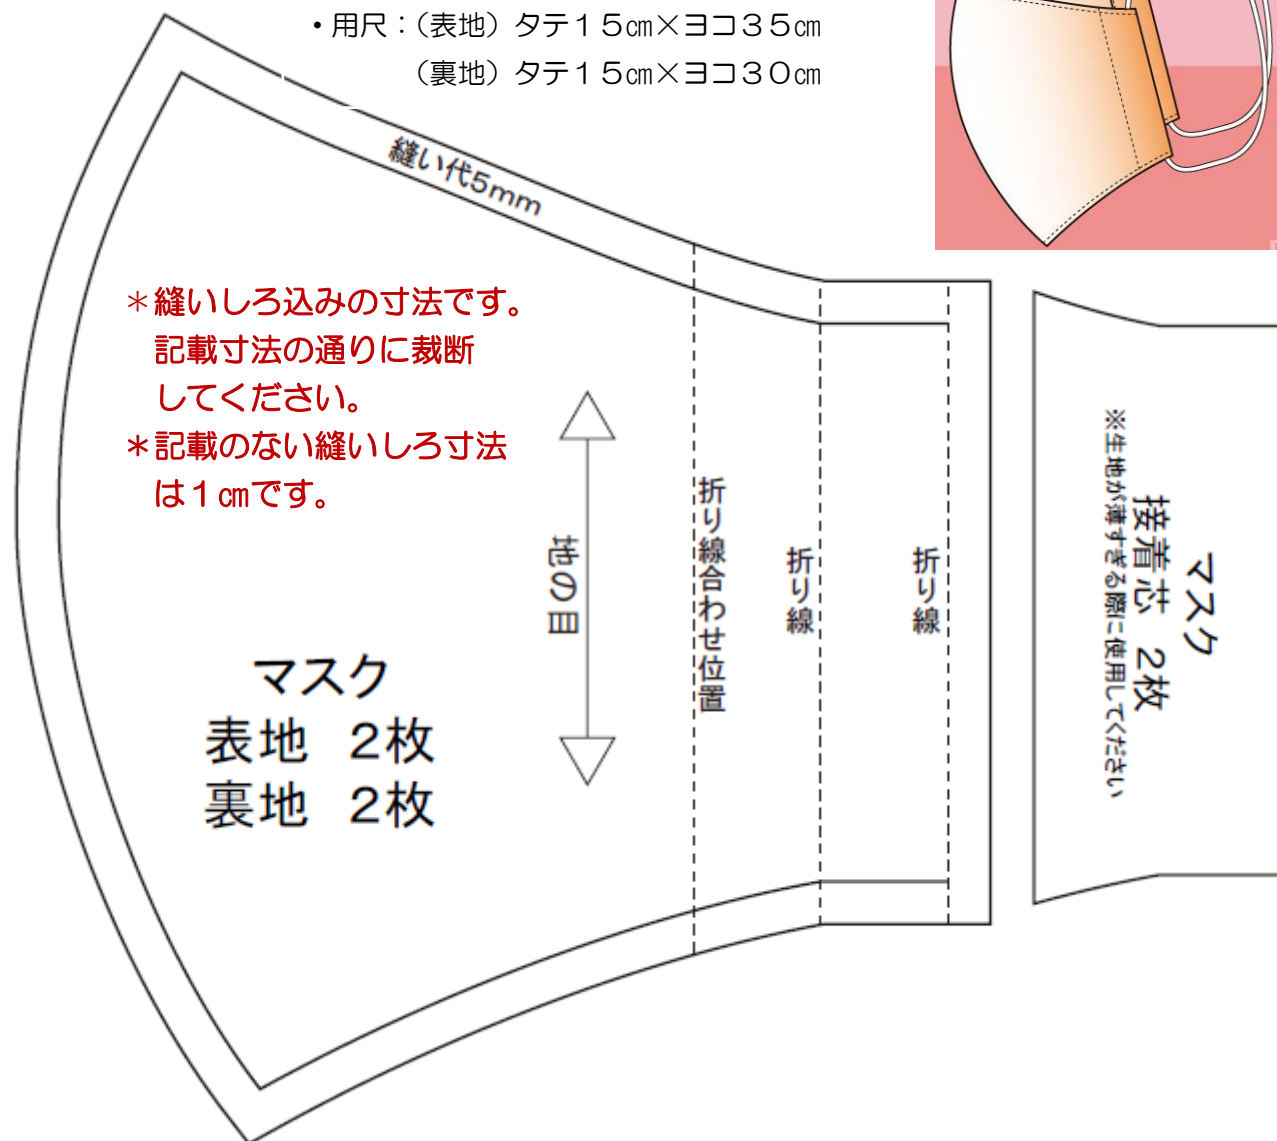 ・用尺：（表地）タテ１５㎝×ヨコ３５㎝
（裏地）タテ１５㎝×ヨコ３０㎝
縫い代5mm
＊縫いしろ込みの寸法です。
記載寸法の通りに裁断
してください。
＊記載のない縫いしろ寸法
は１㎝です。
地の目
折り線合わせ位置
折り線
折り線
マスク
表地　2枚
裏地　2枚
マスク
接着芯　2枚
※生地が薄すぎる際に使用してください